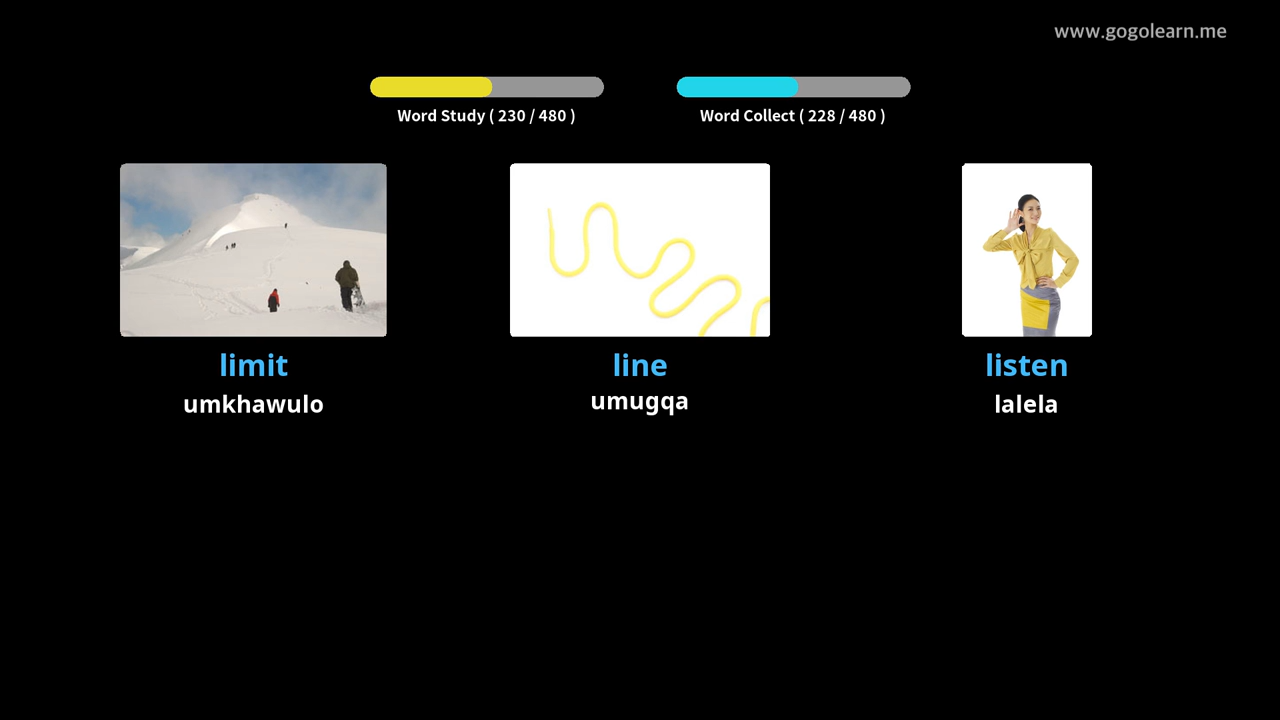 www.gogolearn.me
Word Study ( 230 / 480 )
Word Collect ( 228 / 480 )
limit
umkhawulo
line
umugqa
listen
lalela